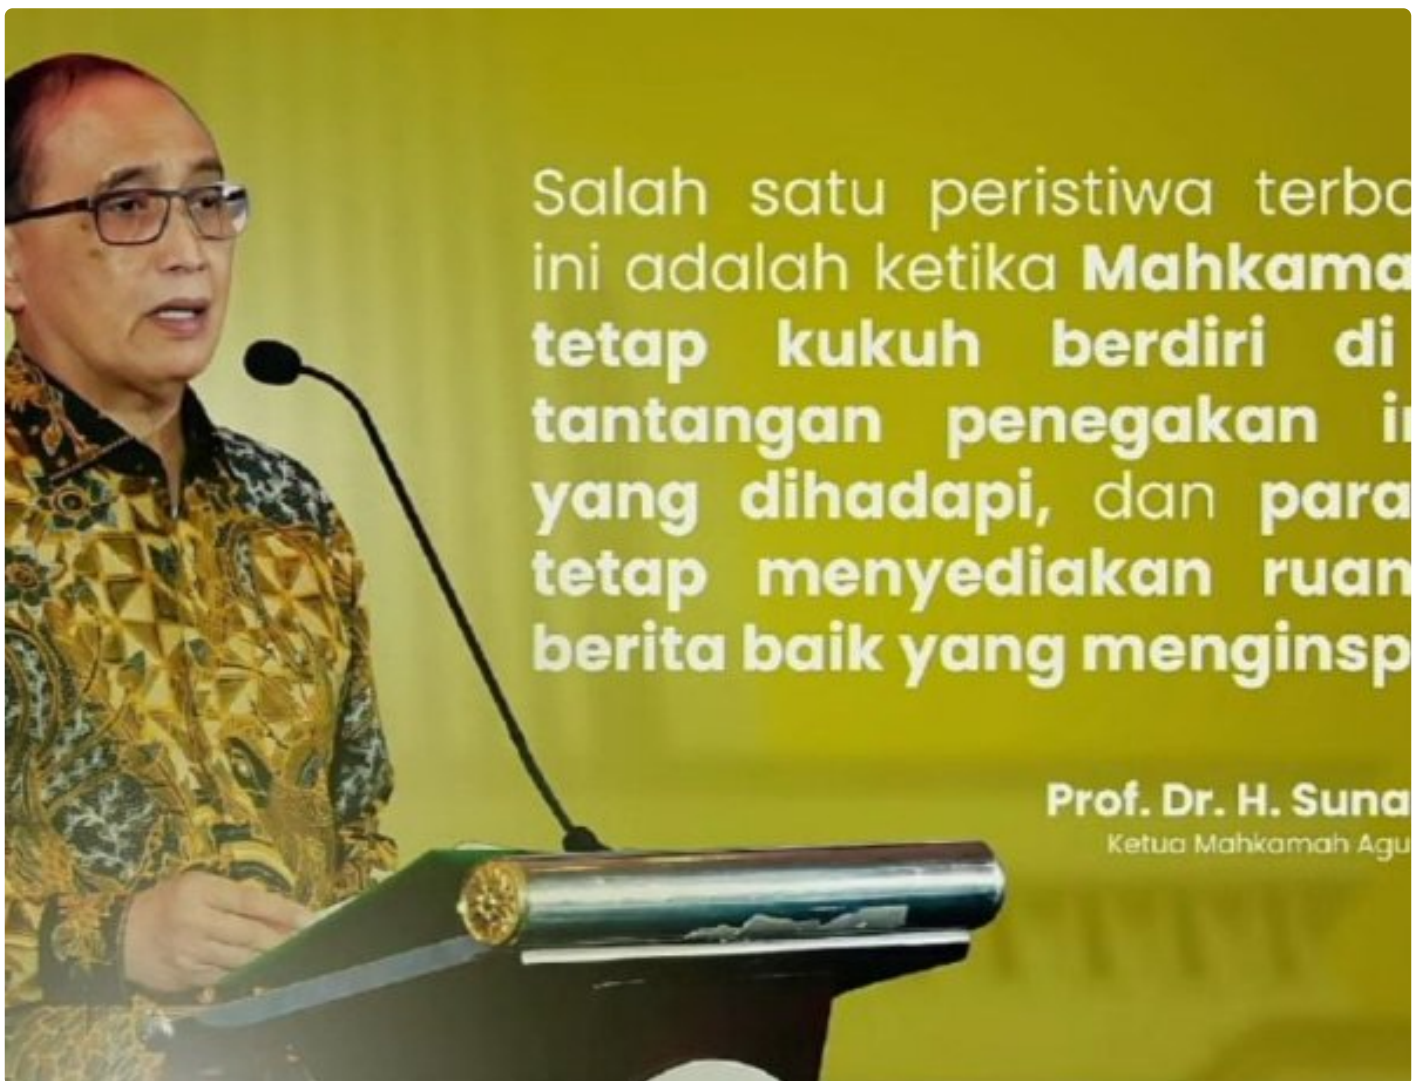 Salah satu peristiwa terba
ini adalah ketika Mahkama
tetap kukuh berdiri di
tantangan penegakan in
yang dihadapi, dan para
tetap menyediakan ruan
berita baik yang menginsp
Prof. Dr. H. Suna
Ketua Mahkamah Agu